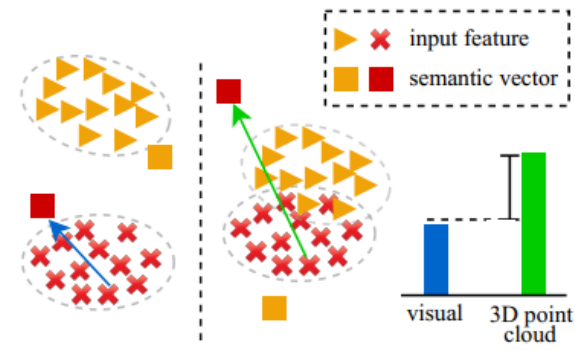 input feature
semantic vector
visual
3D point
cloud